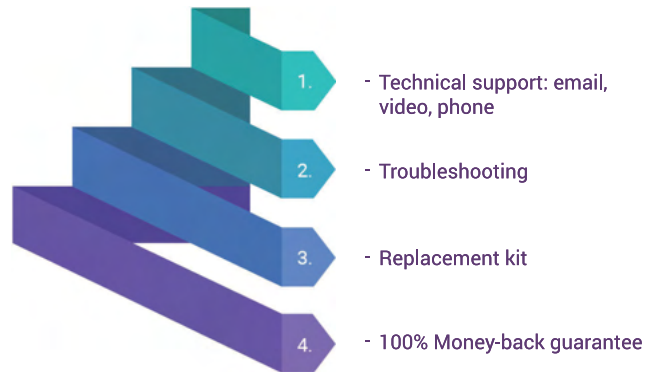 1.
- Technical support: email,
video, phone
2.
- Troubleshooting
3.
- Replacement kit
4.
- 100% Money-back guarantee